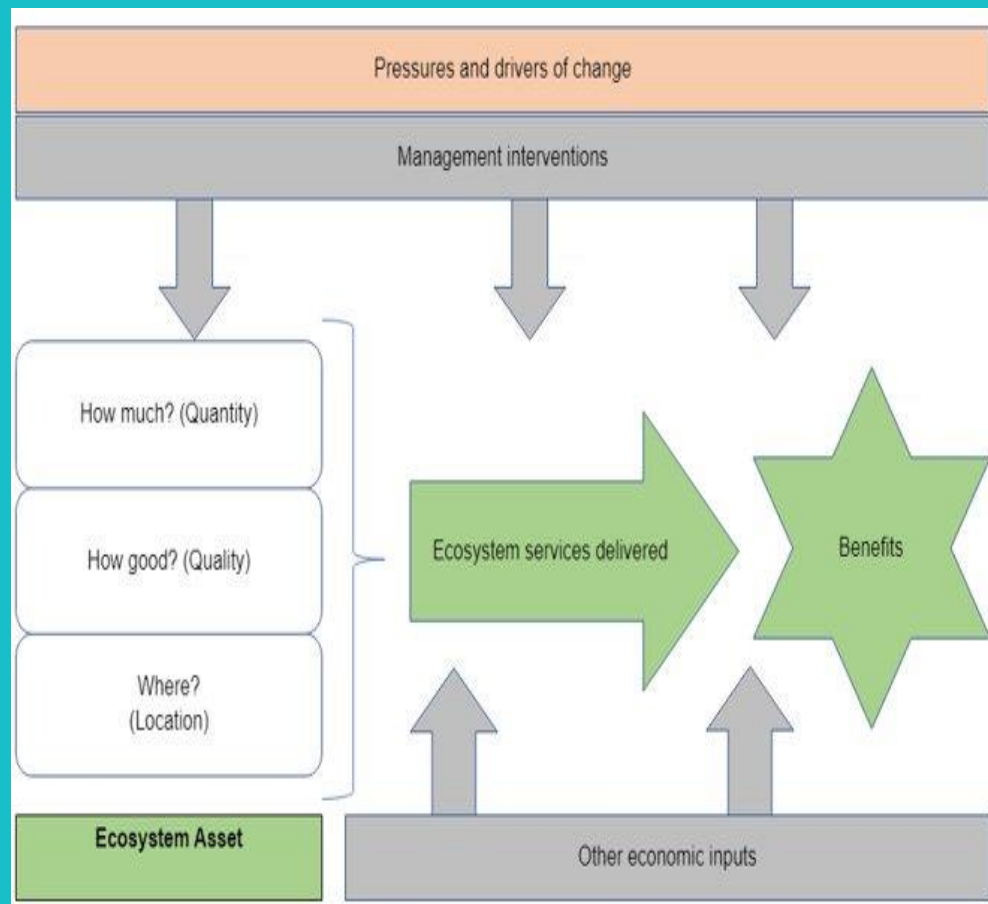 Pressures and drivers of change
Management interventions
How much? (Quantity)
How good? (Quality)
Where?
(Location)
Ecosystem services delivered
Benefits
Ecosystem Asset
Other economic inputs